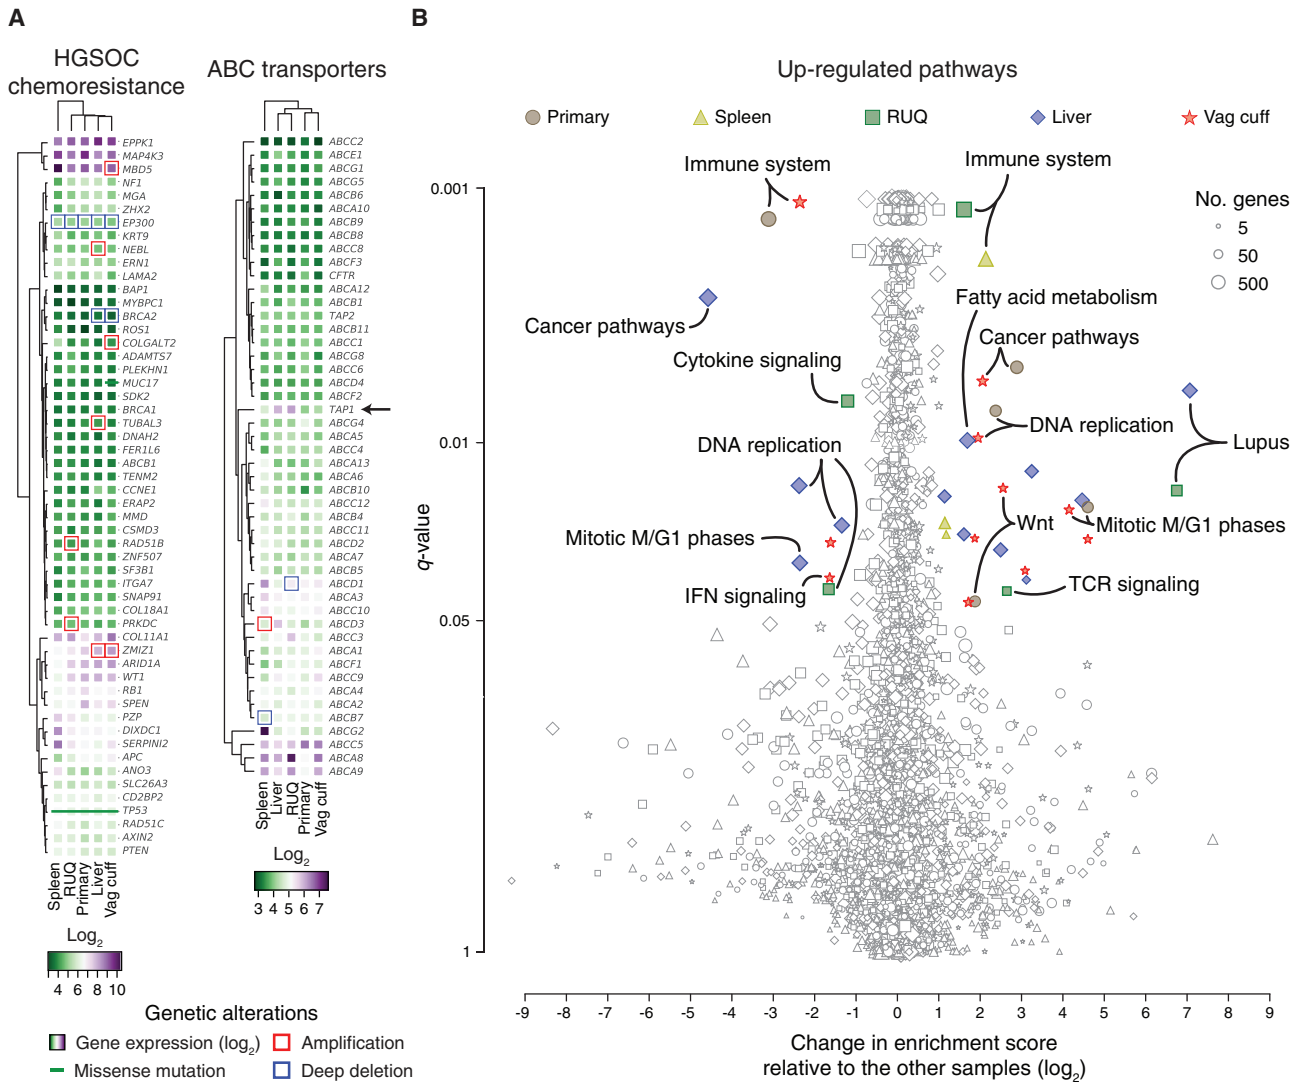 A
B
HGSOC
chemoresistance
ABC transporters
EPPK1
MAP4K3
MBD5
NF1
MGA
ZHX2
EP300
KRT9
NEBL
ERN1
LAMA2
BAP1
MYBPC1
BRCA2
ROS1
COLGALT2
ADAMTS7
PLEKHN1
MUC17
SDK2
BRCA1
TUBAL3
DNAH2
FER1L6
ABCB1
TENM2
CCNE1
ERAP2
MMD
CSMD3
RAD51B
ZNF507
SF3B1
ITGA7
SNAP91
COL18A1
PRKDC
COL11A1
ZMIZ1
ARID1A
WT1
RB1
SPEN
PZP
DIXDC1
SERPINI2
APC
ANO3
SLC26A3
CD2BP2
TP53
RAD51C
AXIN2
PTEN
Spleen
RUQ
Primary
Liver
Vag cuff
Log2
4 6 8 10
ABCC2
ABCE1
ABCG1
ABCG5
ABCB6
ABCA10
ABCB9
ABCB8
ABCC8
ABCF3
CFTR
ABCA12
ABCB1
TAP2
ABCB11
ABCC1
ABCG8
ABCC6
ABCD4
ABCF2
TAP1
ABCG4
ABCA5
ABCC4
ABCA13
ABCA6
ABCB10
ABCC12
ABCB4
ABCC11
ABCD2
ABCA7
ABCB5
ABCD1
ABCA3
ABCC10
ABCD3
ABCC3
ABCA1
ABCF1
ABCC9
ABCA4
ABCA2
ABCB7
ABCG2
ABCC5
ABCA8
ABCA9
Spleen
Liver
RUQ
Primary
Vag cuff
Log2
3 4 5 6 7
Genetic alterations
Gene expression (log2)
Amplification
Missense mutation
Deep deletion
Up-regulated pathways
Primary
Spleen
RUQ
Liver
Vag cuff
Immune system
Immune system
No. genes
5
50
500
Cancer pathways
Fatty acid metabolism
Cancer pathways
Cytokine signaling
DNA replication
DNA replication
Lupus
Mitotic M/G1 phases
Wnt
Mitotic M/G1 phases
IFN signaling
TCR signaling
q-value
0.001
0.01
0.05
1
-9 -8 -7 -6 -5 -4 -3 -2 -1 0 1 2 3 4 5 6 7 8 9
Change in enrichment score
relative to the other samples (log2)